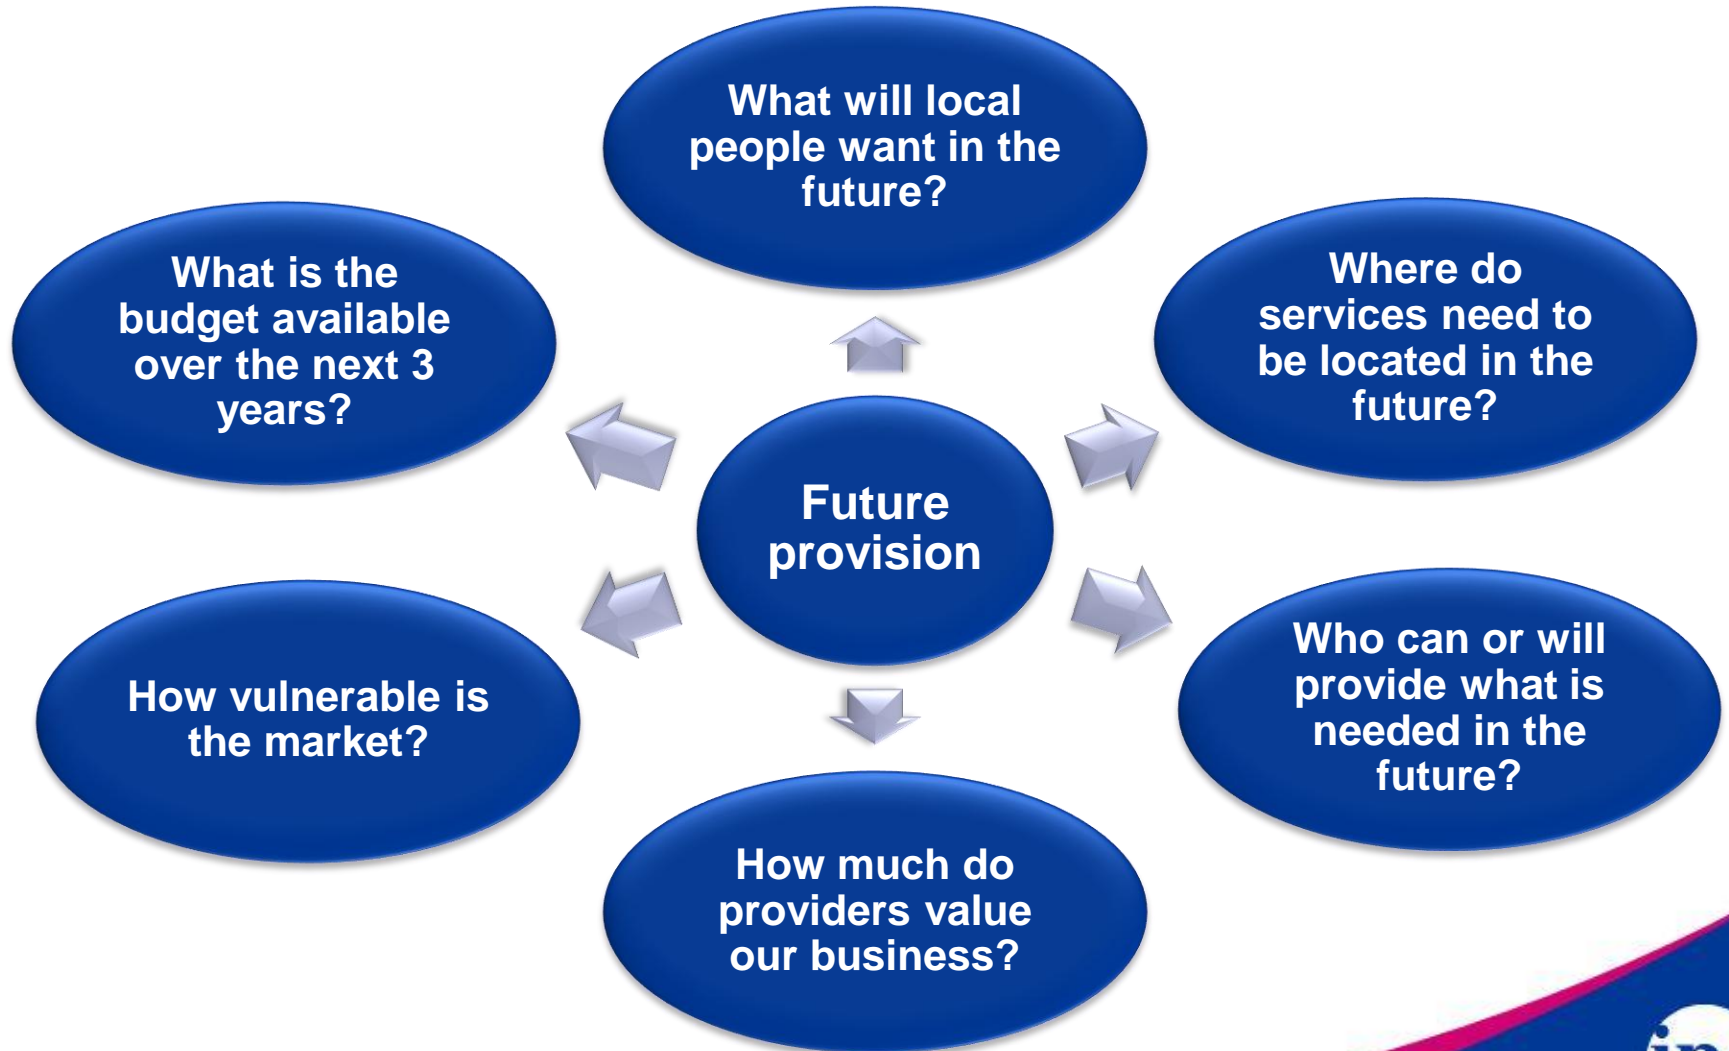 What will local
people want in the
future?
What is the
budget available
over the next 3
years?
Where do
services need to
be located in the
future?
Future
provision
How vulnerable is
the market?
Who can or will
provide what is
needed in the
future?
How much do
providers value
our business?